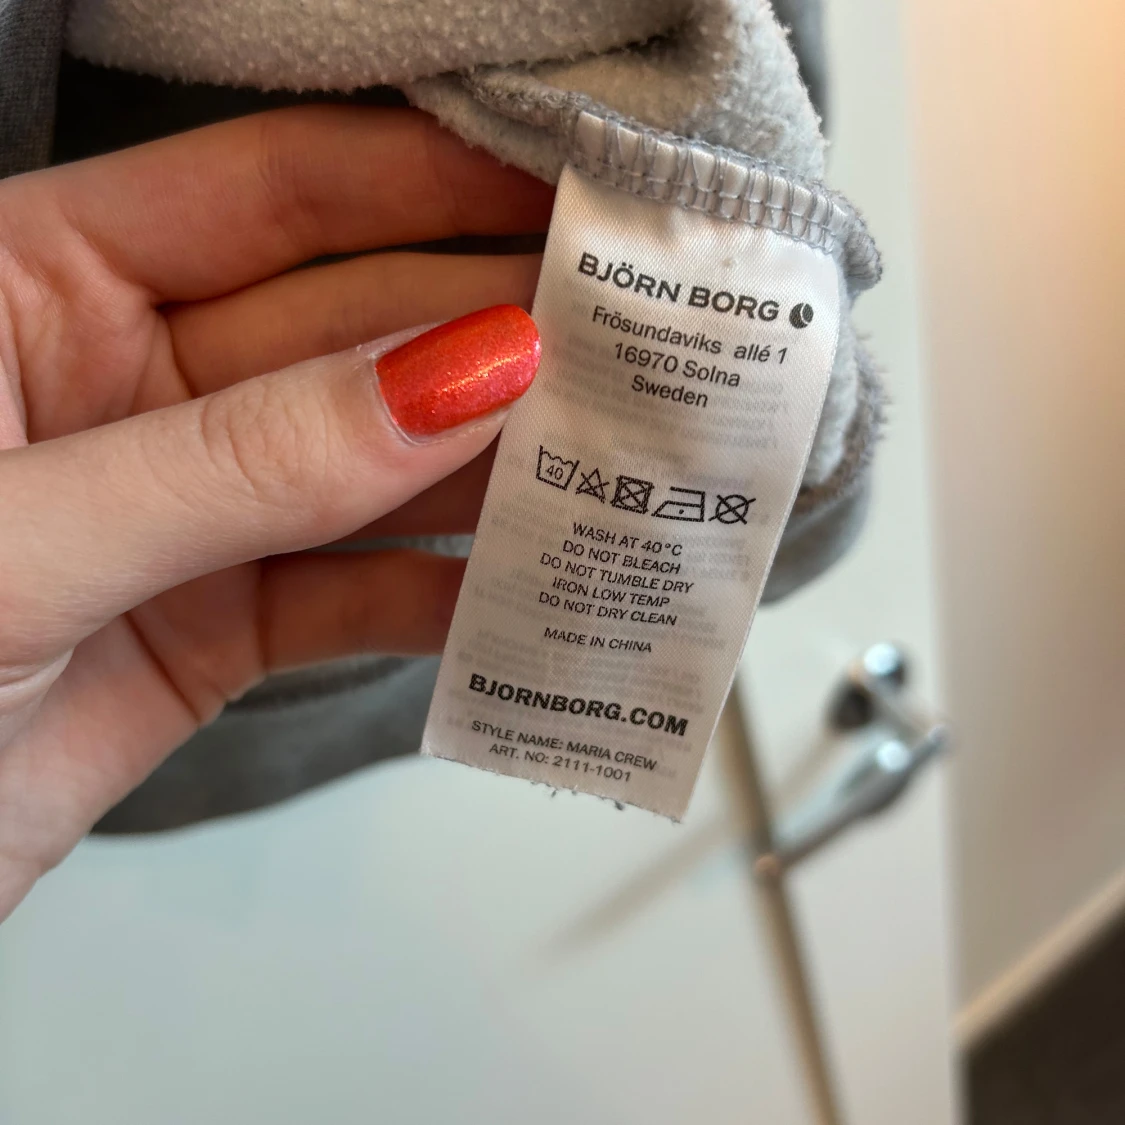 BJÖRN BORG
Frösundaviks allé 1
16970 Solna
Sweden
40
WASH AT 40°C
DO NOT BLEACH
DO NOT TUMBLE DRY
IRON LOW TEMP
DO NOT DRY CLEAN
MADE IN CHINA
BJORNBORG.COM
STYLE NAME: MARIA CREW
ART. NO: 2111-1001